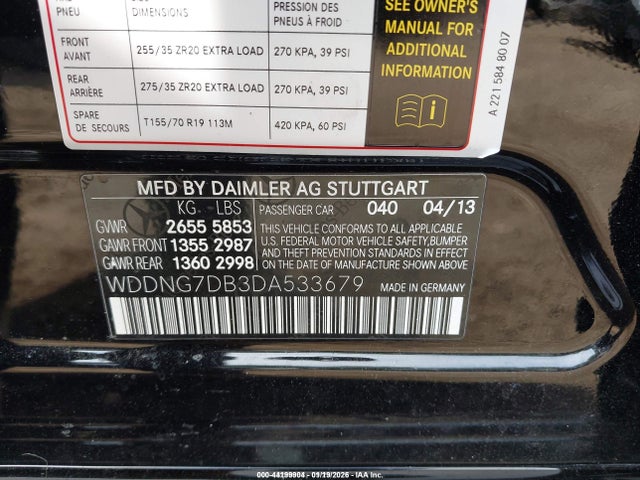 PNEU DIMENSIONS PRESSION DES
PNEUS À FROID
FRONT
AVANT 255/35 ZR20 EXTRA LOAD 270 KPA, 39 PSI
REAR
ARRIÈRE 275/35 ZR20 EXTRA LOAD 270 KPA, 39 PSI
SPARE
DE SECOURS T155/70 R19 113M 420 KPA, 60 PSI
SEE OWNER'S
MANUAL FOR
ADDITIONAL
INFORMATION
A 221 584 80 07
MFD BY DAIMLER AG STUTTGART
KG - LBS PASSENGER CAR 040 04/13
GVWR 2655 5853
GAWR FRONT 1355 2987
GAWR REAR 1360 2998
THIS VEHICLE CONFORMS TO ALL APPLICABLE
U.S. FEDERAL MOTOR VEHICLE SAFETY, BUMPER
AND THEFT PREVENTION STANDARDS IN EFFECT
ON THE DATE OF MANUFACTURE SHOWN ABOVE.
WDDNG7DB3DA533679 MADE IN GERMANY
000-44199904 - 01/19/2026 - IAAI.com